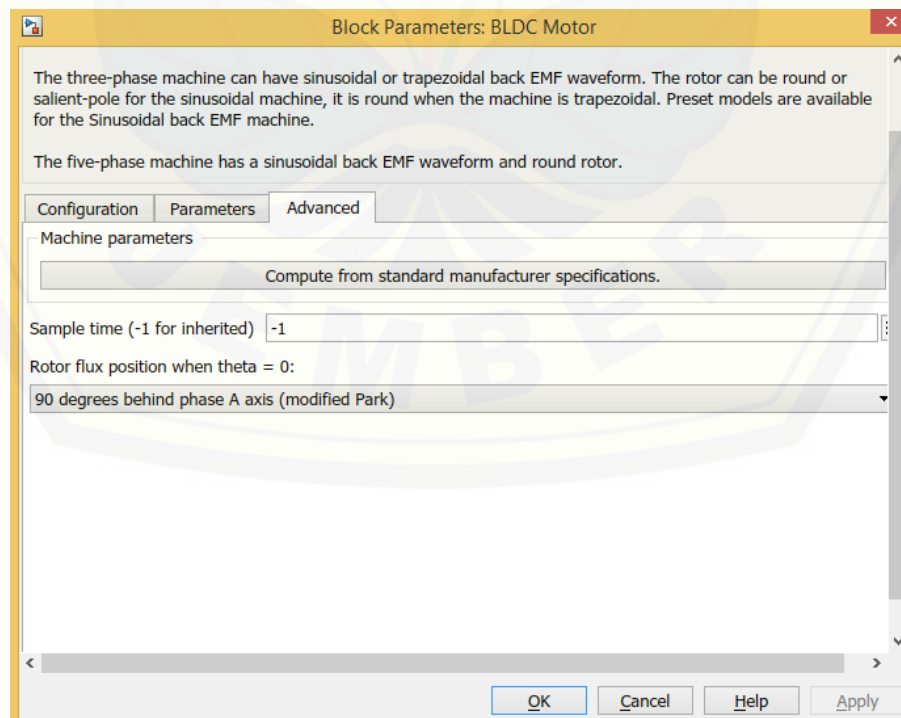 Block Parameters: BLDC Motor
The three-phase machine can have sinusoidal or trapezoidal back EMF waveform. The rotor can be round or
salient-pole for the sinusoidal machine, it is round when the machine is trapezoidal. Preset models are available
for the Sinusoidal back EMF machine.
The five-phase machine has a sinusoidal back EMF waveform and round rotor.
Configuration Parameters Advanced
Machine parameters
Compute from standard manufacturer specifications.
Sample time (-1 for inherited) -1
Rotor flux position when theta = 0:
90 degrees behind phase A axis (modified Park)
EMBER
OK Cancel Help Apply